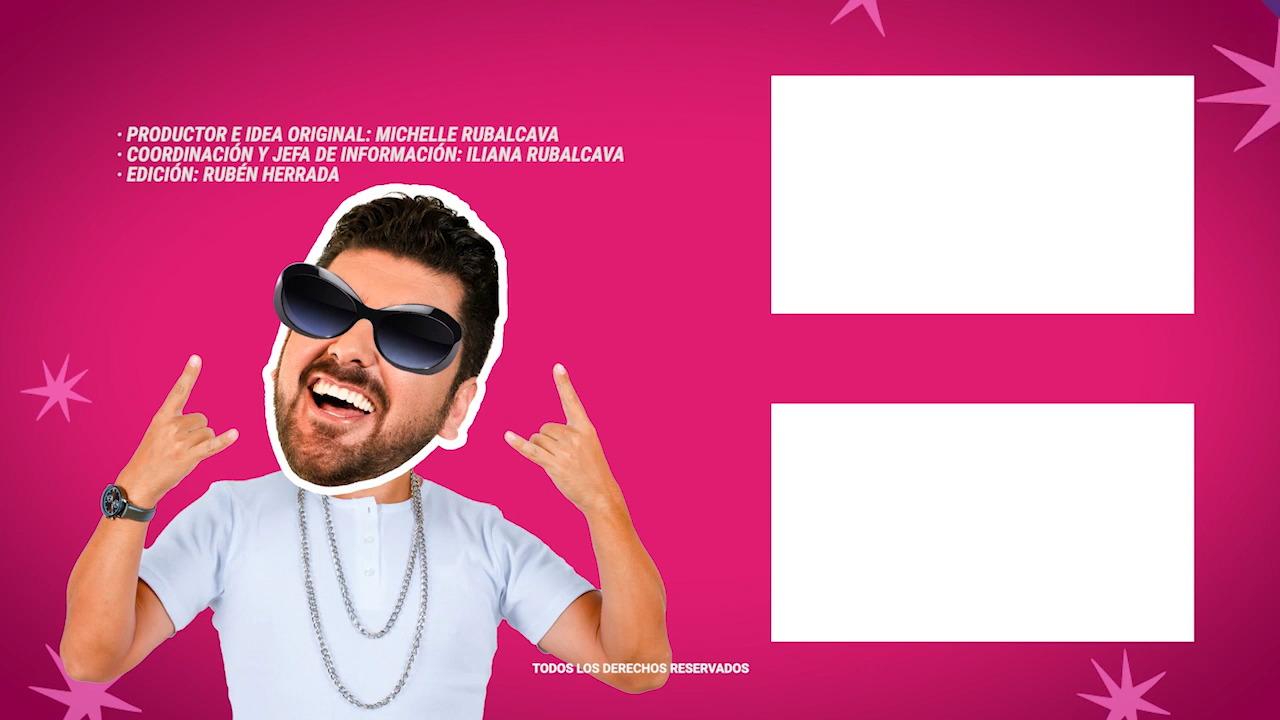 · PRODUCTOR E IDEA ORIGINAL: MICHELLE RUBALCAVA
· COORDINACIÓN Y JEFA DE INFORMACIÓN: ILIANA RUBALCAVA
· EDICIÓN: RUBÉN HERRADA
TODOS LOS DERECHOS RESERVADOS